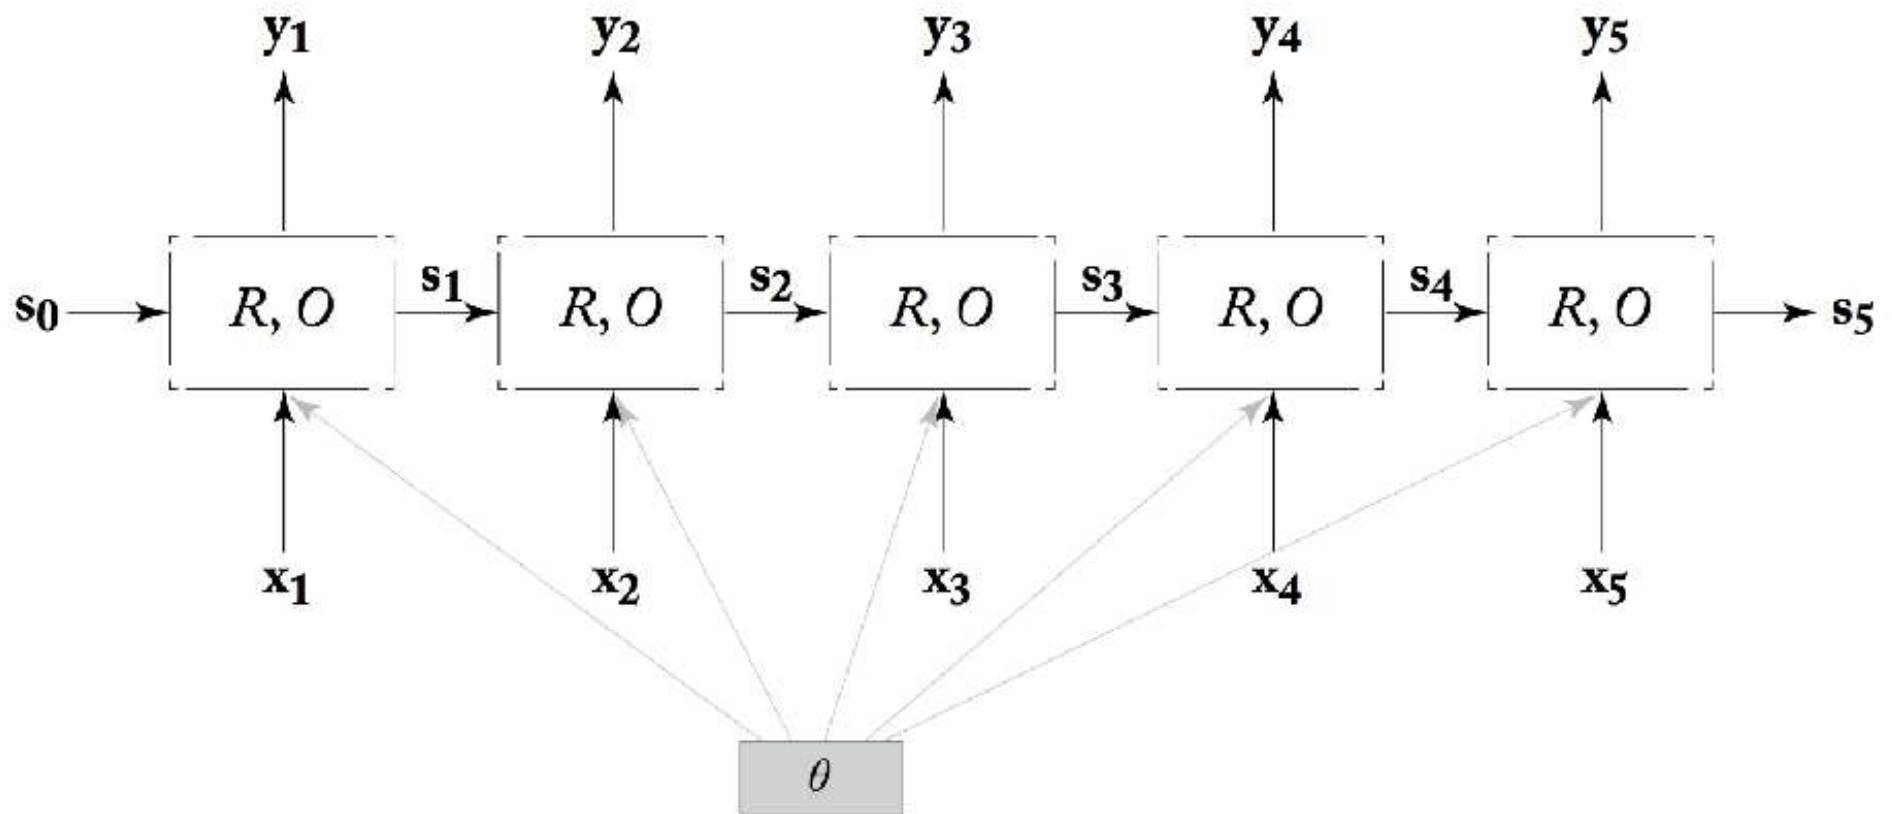 y1 y2 y3 y4 y5
s0 R, O s1 R, O s2 R, O s3 R, O s4 R, O s5
x1 x2 x3 x4 x5
θ